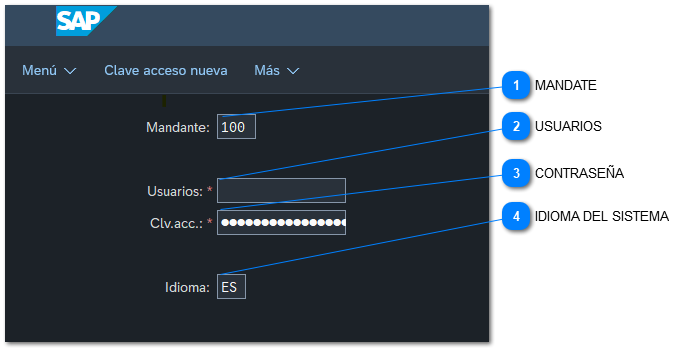 SAP
Menú Clave acceso nueva Más
1 MANDATE
Mandante: 100
2 USUARIOS
3 CONTRASEÑA
Usuarios: *
4 IDIOMA DEL SISTEMA
Clv.acc.: * ●●●●●●●●●●●●●●●●
Idioma: ES